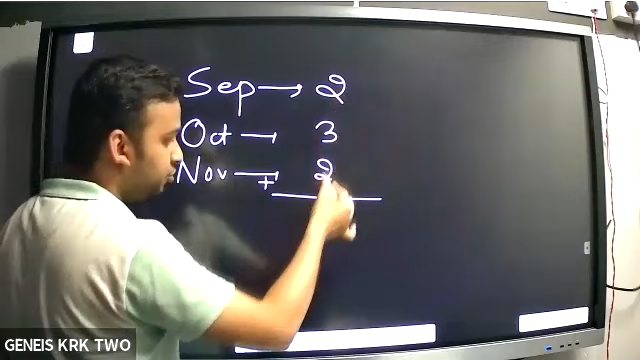 Sep → 2
Oct → 3
Nov → 2
+
GENEIS KRK TWO